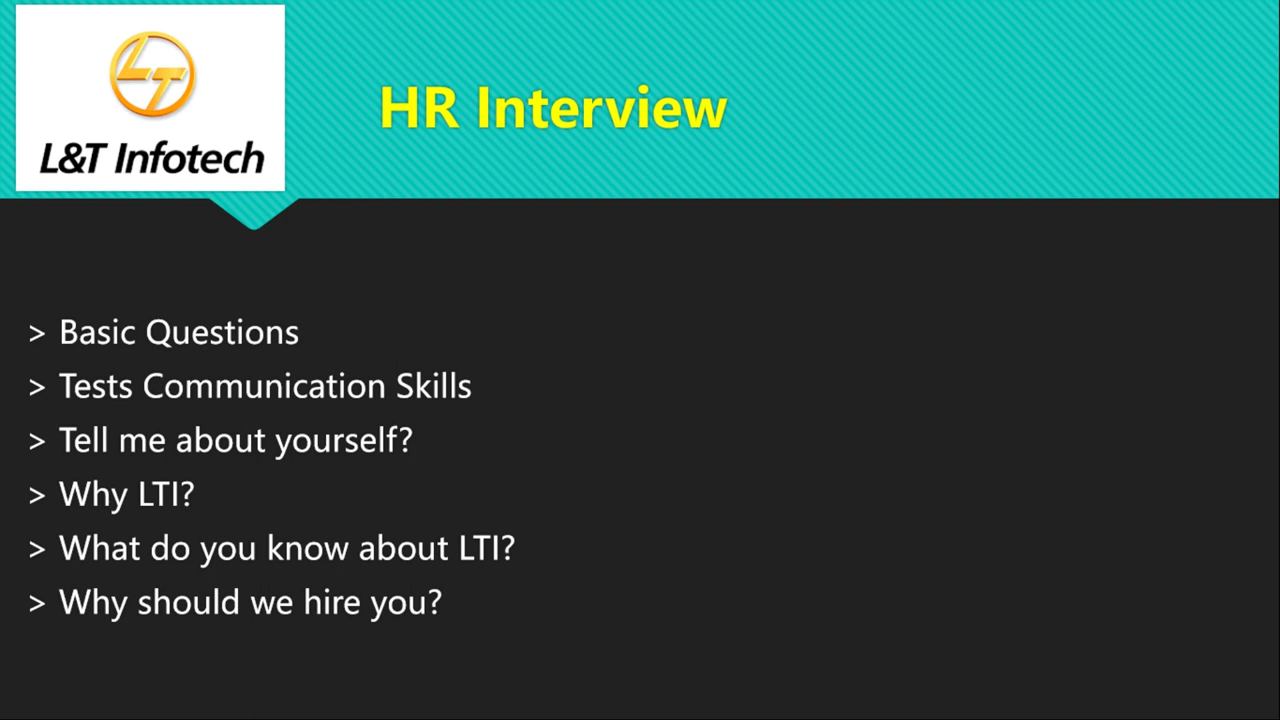 LT
L&T Infotech
HR Interview
> Basic Questions
> Tests Communication Skills
> Tell me about yourself?
> Why LTI?
> What do you know about LTI?
> Why should we hire you?